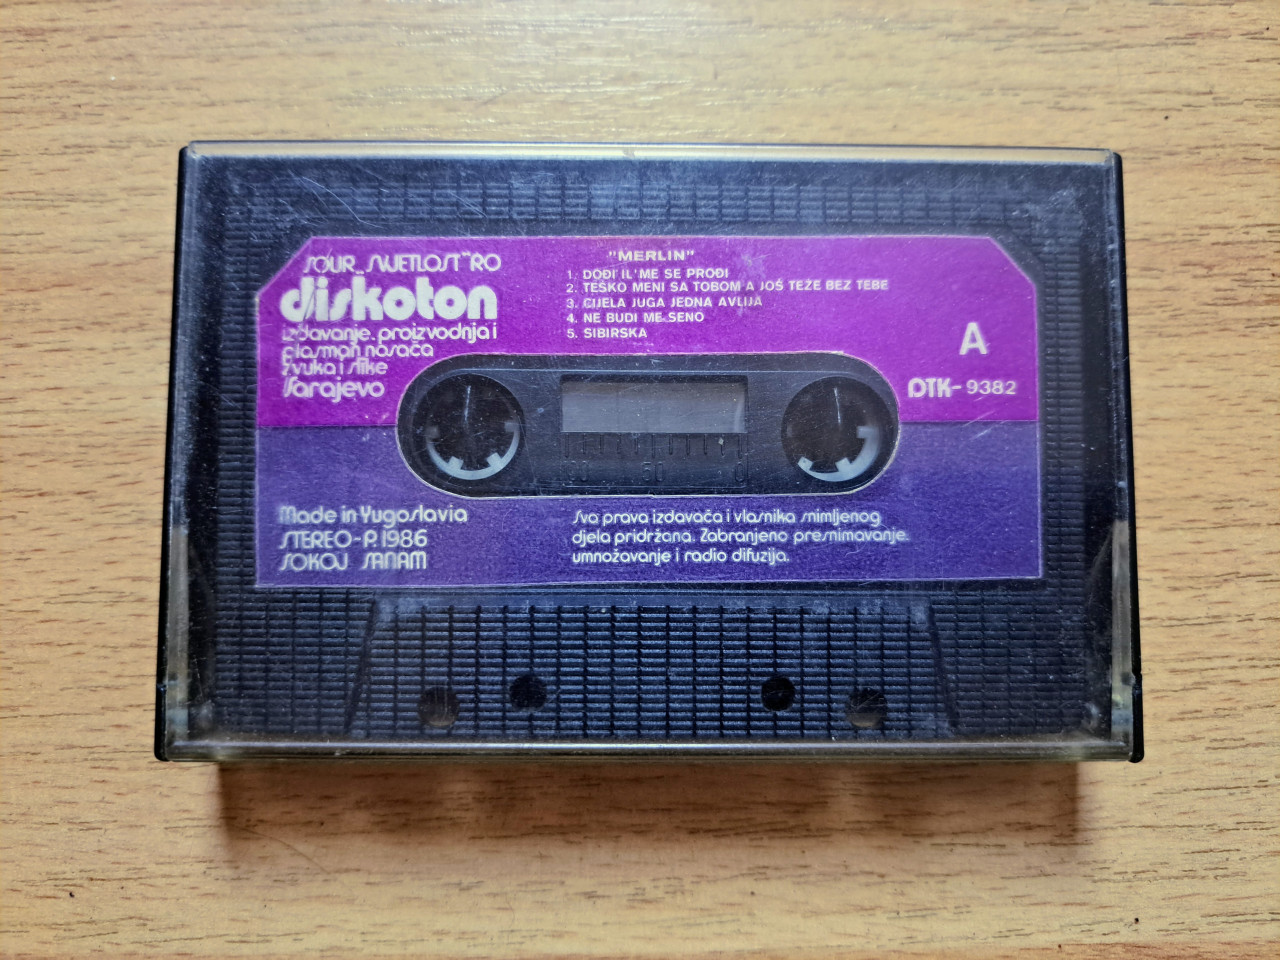 SOUR „SVJETLOST" RO
diskoton
izdavanje, proizvodnja i
plasman nosača
zvuka i slike
Sarajevo
"MERLIN"
1. DOĐI IL' ME SE PROĐI
2. TEŠKO MENI SA TOBOM A JOŠ TEŽE BEZ TEBE
3. CIJELA JUGA JEDNA AVLIJA
4. NE BUDI ME SENO
5. SIBIRSKA
A
DTK-9382
100 50 0
Made in Yugoslavia
STEREO-P. 1986
SOKOJ SANAM
Sva prava izdavača i vlasnika snimljenog
djela pridržana. Zabranjeno presnimavanje,
umnožavanje i radio difuzija.